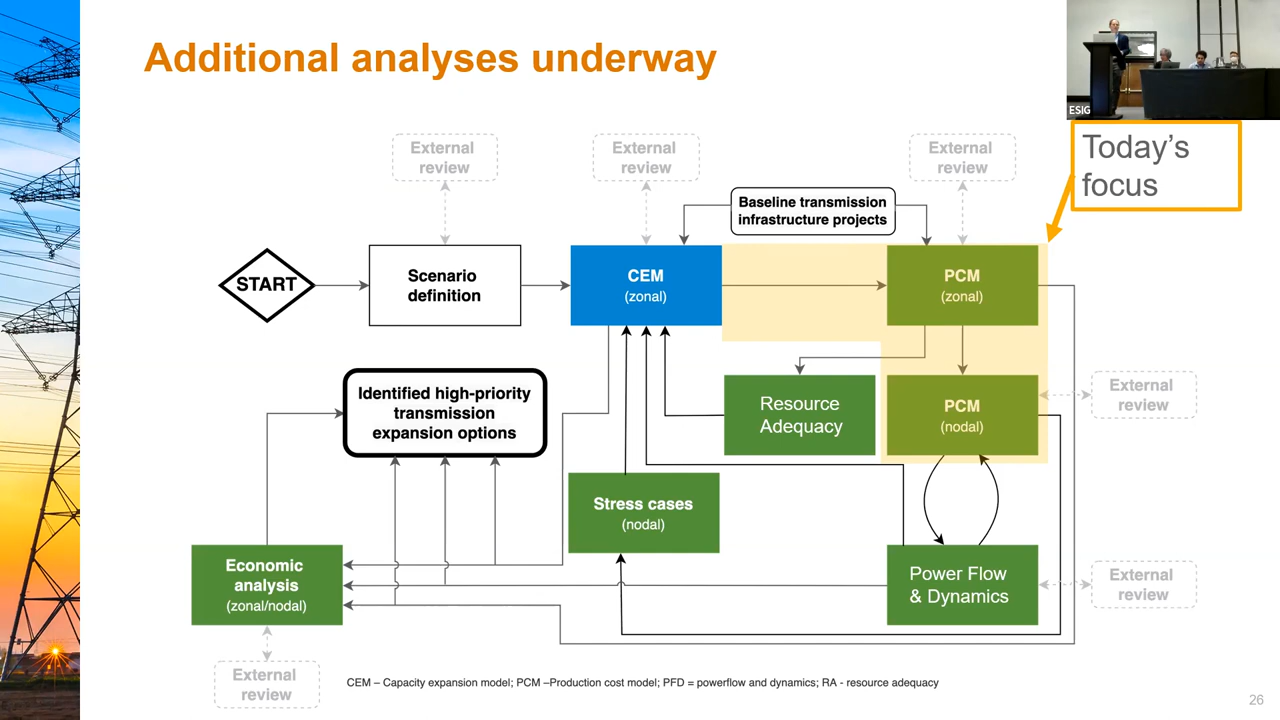 Additional analyses underway
ESIG
Today's
focus
External
review
External
review
External
review
Baseline transmission
infrastructure projects
START
Scenario
definition
CEM
(zonal)
PCM
(zonal)
Identified high-priority
transmission
expansion options
Resource
Adequacy
PCM
(nodal)
External
review
Stress cases
(nodal)
Economic
analysis
(zonal/nodal)
Power Flow
& Dynamics
External
review
External
review
CEM – Capacity expansion model; PCM –Production cost model; PFD = powerflow and dynamics; RA - resource adequacy
26